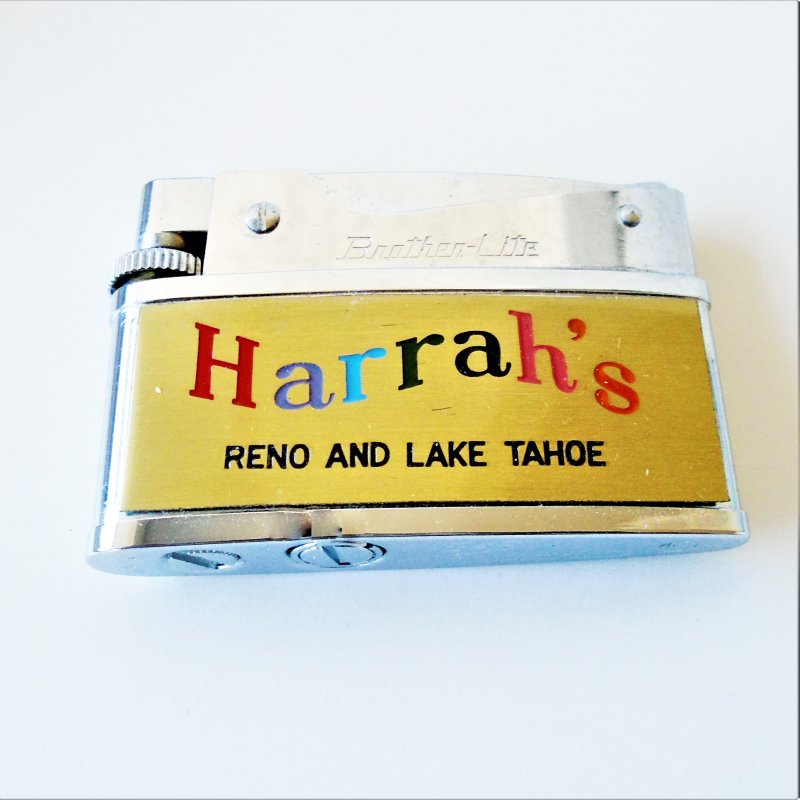 Brother-Lite
Harrah's
RENO AND LAKE TAHOE